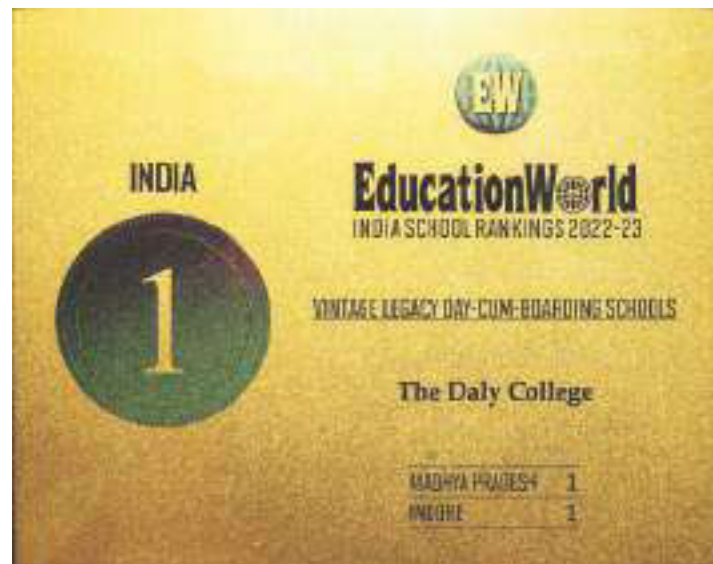 EW
INDIA
1
EducationWorld
INDIA SCHOOL RANKINGS 2022-23
VINTAGE LEGACY DAY-CUM-BOARDING SCHOOLS
The Daly College
MADHYA PRADESH 1
INDORE 1